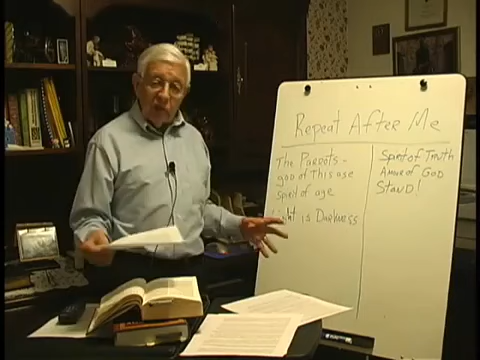 Repeat After Me
The Parrots -
god of This age
Spirit of age
Light is Darkness
Spirit of Truth
Armor of GOD
STAND!